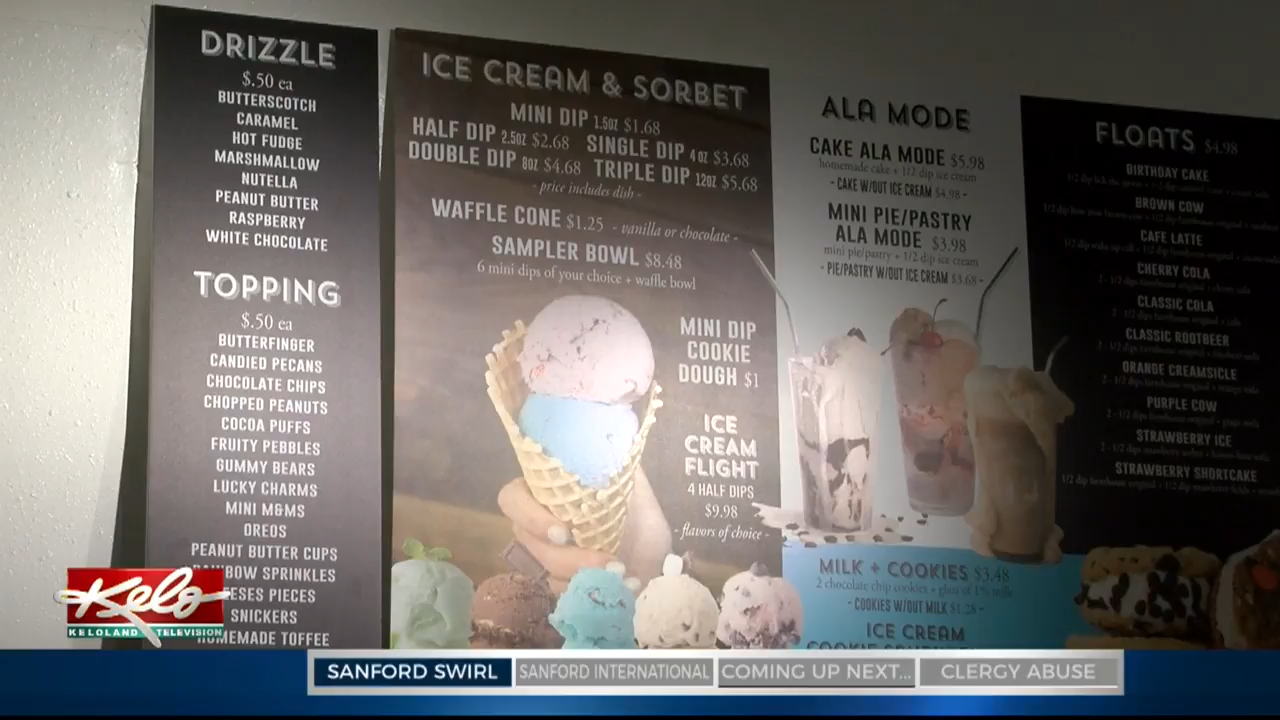 DRIZZLE
$.50 ea
BUTTERSCOTCH
CARAMEL
HOT FUDGE
MARSHMALLOW
NUTELLA
PEANUT BUTTER
RASPBERRY
WHITE CHOCOLATE
TOPPING
$.50 ea
BUTTERFINGER
CANDIED PECANS
CHOCOLATE CHIPS
CHOPPED PEANUTS
COCOA PUFFS
FRUITY PEBBLES
GUMMY BEARS
LUCKY CHARMS
MINI M&MS
OREOS
PEANUT BUTTER CUPS
SPRINKLES
PIECES
SNICKERS
TOFFEE
ICE CREAM & SORBET
MINI DIP 1.5OZ $1.68
HALF DIP 2.5OZ $2.68 SINGLE DIP 4 OZ $3.68
DOUBLE DIP 8OZ $4.68 TRIPLE DIP 12OZ $5.68
- price includes dish -
WAFFLE CONE $1.25 - vanilla or chocolate -
SAMPLER BOWL $8.48
6 mini dips of your choice + waffle bowl
MINI DIP
COOKIE
DOUGH $1
ICE
CREAM
FLIGHT
4 HALF DIPS
$9.98
- flavors of choice -
ALA MODE
CAKE ALA MODE $5.98
homemade cake + 1/2 dip ice cream
- CAKE W/OUT ICE CREAM $4.98 -
MINI PIE/PASTRY
ALA MODE $3.98
mini pie/pastry + 1/2 dip ice cream
- PIE/PASTRY W/OUT ICE CREAM $3.68 -
MILK + COOKIES $3.48
2 chocolate chip cookies + glass of 1% milk
- COOKIES W/OUT MILK $1.28 -
ICE CREAM
FLOATS $4.98
BIRTHDAY CAKE
BROWN COW
CAFE LATTE
CHERRY COLA
CLASSIC COLA
CLASSIC ROOTBEER
ORANGE CREAMSICLE
PURPLE COW
STRAWBERRY ICE
STRAWBERRY SHORTCAKE
Kelo
KELOLAND TELEVISION
SANFORD SWIRL
SANFORD INTERNATIONAL
COMING UP NEXT...
CLERGY ABUSE